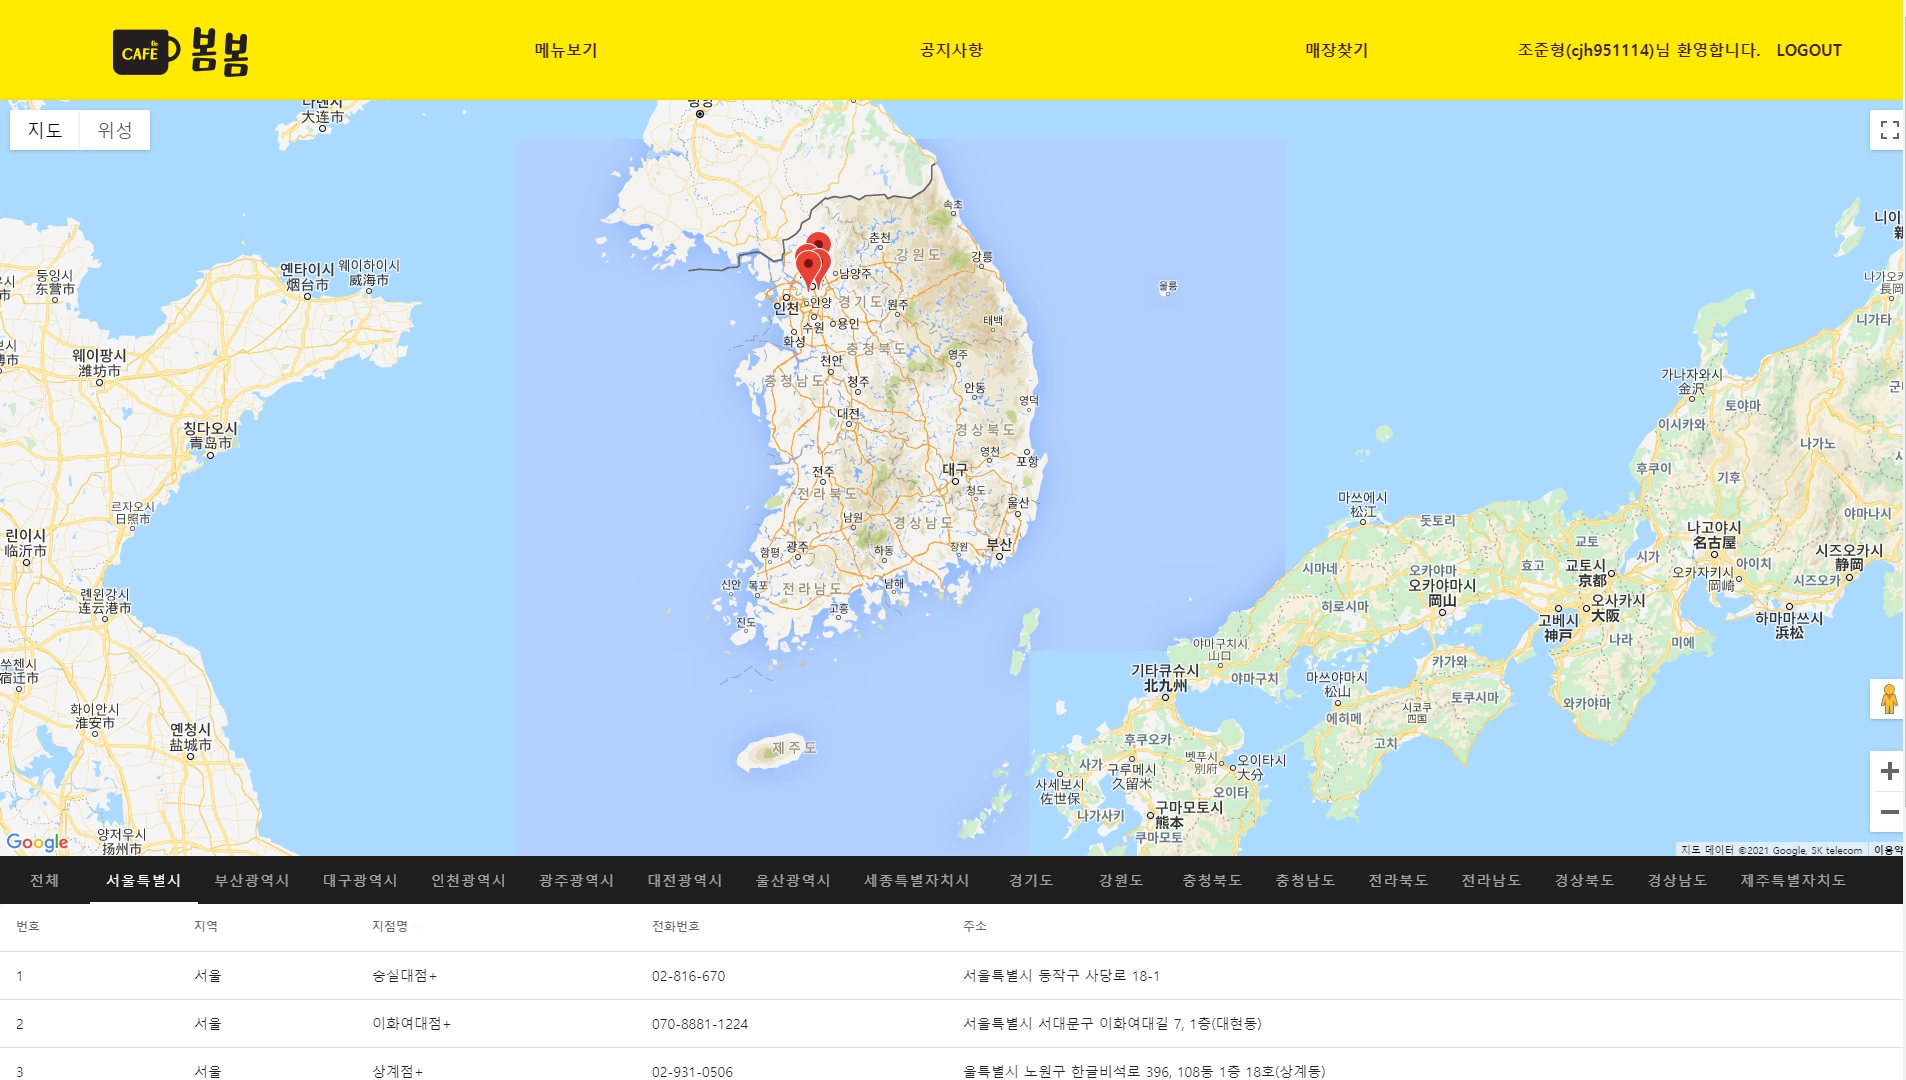 CAFE 봄봄
메뉴보기
공지사항
매장찾기
조준형(cjh951114)님 환영합니다.
LOGOUT
지도
위성
大连市
속초
춘천
강원도
강릉
남양주
인천
안양
경기도
원주
수원
용인
화성
태백
울릉
천안
충청북도
영주
충청남도
청주
안동
영덕
대전
경상북도
영천
포항
전주
대구
전라북도
청도
울산
남원
경상남도
함평
광주
하동
창원
부산
신안
목포
전라남도
남해
고흥
진도
제주도
둥잉시
东营市
옌타이시
烟台市
웨이하이시
威海市
웨이팡시
潍坊市
칭다오시
青岛市
르자오시
日照市
린이시
临沂市
롄윈강시
连云港市
쑤첸시
宿迁市
화이안시
淮安市
옌청시
盐城市
양저우시
扬州市
니가타
가나자와시
金沢市
토야마
이시카와
나가노
후쿠이
기후
마쓰에시
松江
돗토리
나고야시
名古屋
야마나시
교토
시가
시즈오카시
静岡
시마네
오카야마
효고
교토시
京都
오카자키시
岡崎
아이치
시즈오카
오카야마시
岡山
히로시마
오사카시
大阪
고베시
神戸
하마마쓰시
浜松
나라
미에
야마구치시
山口
카가와
기타큐슈시
北九州
야마구치
마쓰야마시
松山
토쿠시마
와카야마
에히메
시코쿠
四国
후쿠오카
고치
사가
구루메시
久留米
벳푸시
別府
오이타시
大分
사세보시
佐世保
오이타
나가사키
구마모토시
熊本
쿠마모토
Google
지도 데이터 ©2021 Google, SK telecom
이용약
전체
서울특별시
부산광역시
대구광역시
인천광역시
광주광역시
대전광역시
울산광역시
세종특별자치시
경기도
강원도
충청북도
충청남도
전라북도
전라남도
경상북도
경상남도
제주특별자치도
번호 지역 지점명 전화번호 주소
1 서울 숭실대점+ 02-816-670 서울특별시 동작구 사당로 18-1
2 서울 이화여대점+ 070-8881-1224 서울특별시 서대문구 이화여대길 7, 1층(대현동)
3 서울 상계점+ 02-931-0506 울특별시 노원구 한글비석로 396, 108동 1층 18호(상계동)